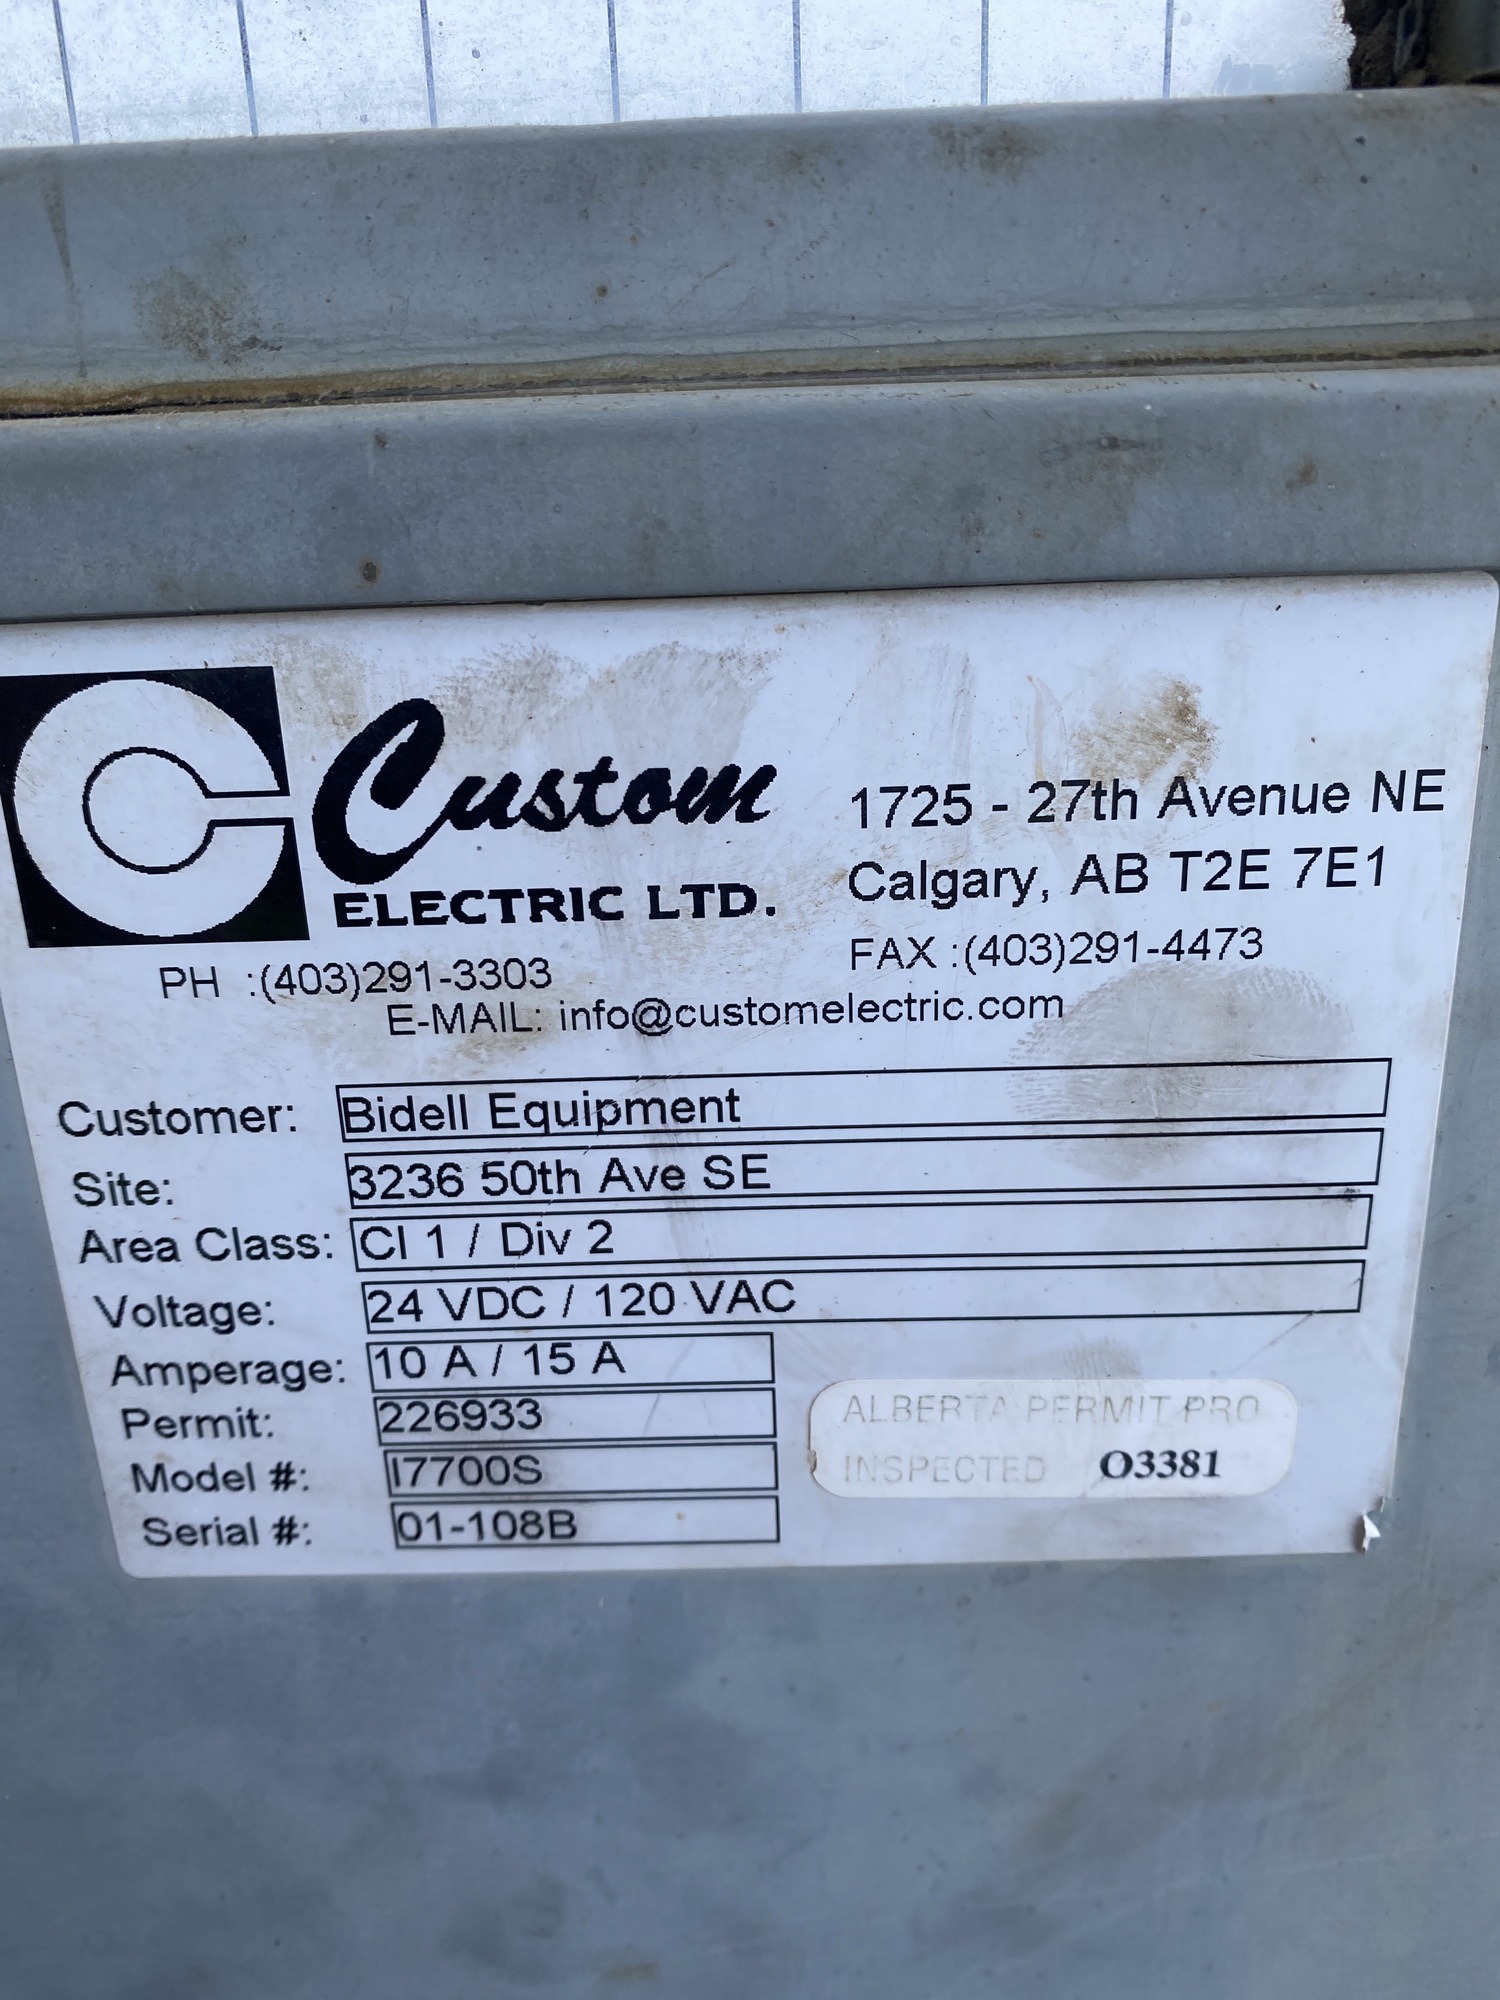 C Custom
ELECTRIC LTD.
1725 - 27th Avenue NE
Calgary, AB T2E 7E1
PH :(403)291-3303
FAX :(403)291-4473
E-MAIL: info@customelectric.com
Customer: Bidell Equipment
Site: 3236 50th Ave SE
Area Class: Cl 1 / Div 2
Voltage: 24 VDC / 120 VAC
Amperage: 10 A / 15 A
Permit: 226933
Model #: I7700S
Serial #: 01-108B
ALBERTA PERMIT PRO
INSPECTED O3381